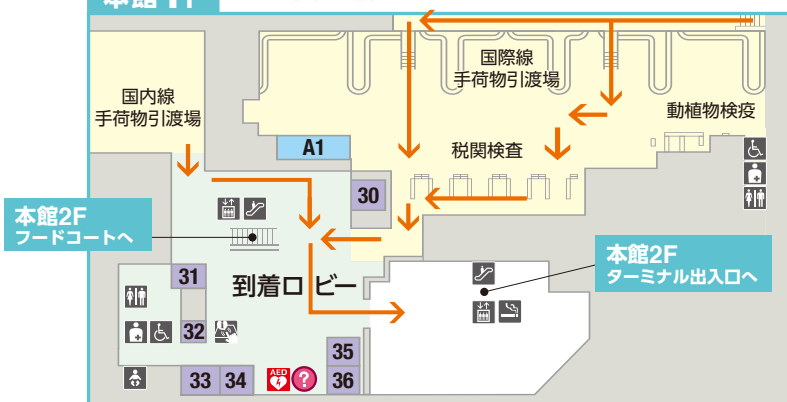 本館 1F
国際線
手荷物引渡場
国内線
手荷物引渡場
動植物検疫
A1
税関検査
30
本館2F
フードコートへ
31
到着ロビー
本館2F
ターミナル出入口へ
32
35
33
34
AED
?
36